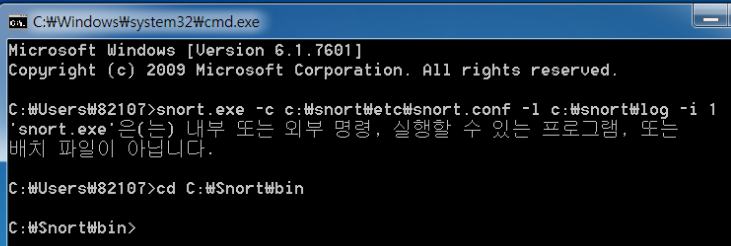 C:₩Windows₩system32₩cmd.exe
Microsoft Windows [Version 6.1.7601]
Copyright (c) 2009 Microsoft Corporation. All rights reserved.
C:₩Users₩82107>snort.exe -c c:₩snort₩etc₩snort.conf -l c:₩snort₩log -i 1
'snort.exe'은(는) 내부 또는 외부 명령, 실행할 수 있는 프로그램, 또는
배치 파일이 아닙니다.
C:₩Users₩82107>cd C:₩Snort₩bin
C:₩Snort₩bin>